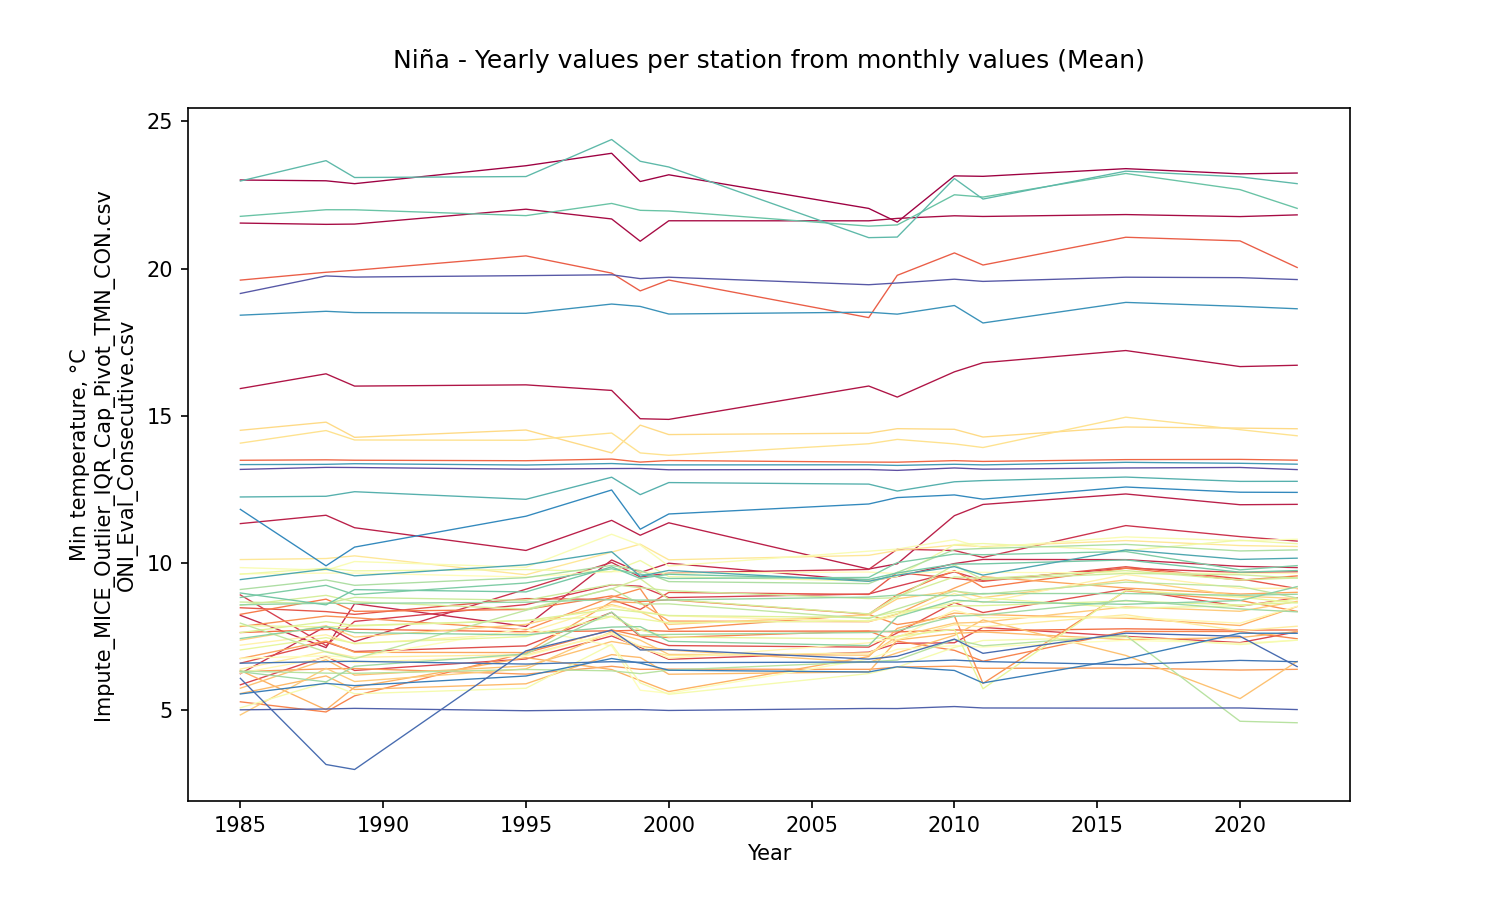 Niña - Yearly values per station from monthly values (Mean)
Min temperature, °C
Impute_MICE_Outlier_IQR_Cap_Pivot_TMN_CON.csv
ONI_Eval_Consecutive.csv
25
20
15
10
5
1985 1990 1995 2000 2005 2010 2015 2020
Year